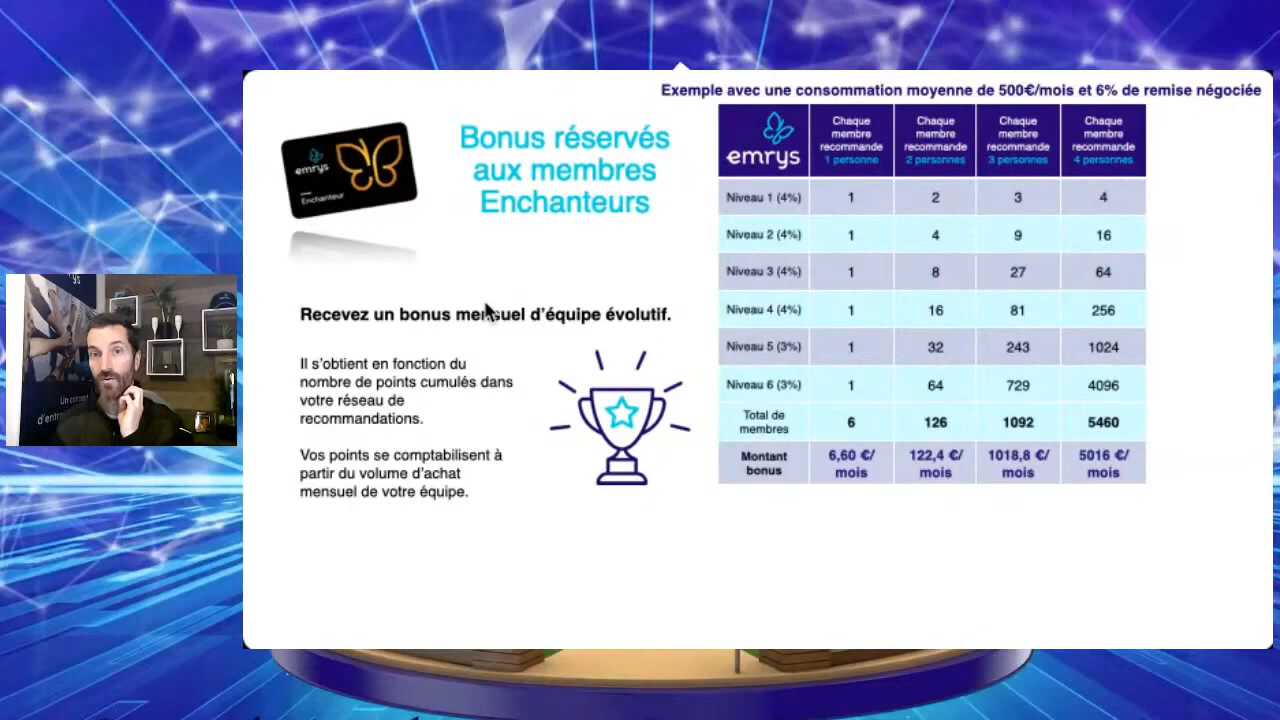 Exemple avec une consommation moyenne de 500€/mois et 6% de remise négociée
emrys
Enchanteur
Bonus réservés
aux membres
Enchanteurs
Recevez un bonus mensuel d'équipe évolutif.
Il s'obtient en fonction du
nombre de points cumulés dans
votre réseau de
recommandations.
Vos points se comptabilisent à
partir du volume d'achat
mensuel de votre équipe.
emrys
Chaque membre recommande 1 personne
Chaque membre recommande 2 personnes
Chaque membre recommande 3 personnes
Chaque membre recommande 4 personnes
Niveau 1 (4%) 1 2 3 4
Niveau 2 (4%) 1 4 9 16
Niveau 3 (4%) 1 8 27 64
Niveau 4 (4%) 1 16 81 256
Niveau 5 (3%) 1 32 243 1024
Niveau 6 (3%) 1 64 729 4096
Total de membres 6 126 1092 5460
Montant bonus 6,60 €/mois 122,4 €/mois 1018,8 €/mois 5016 €/mois
Un concept
d'entr